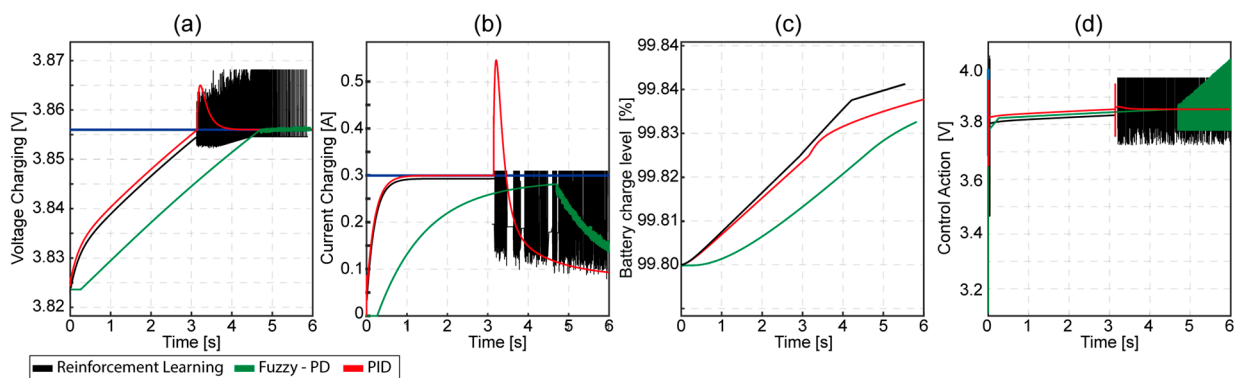 (a)
(b)
(c)
(d)
Voltage Charging [V]
3.87
3.86
3.85
3.84
3.83
3.82
0 1 2 3 4 5 6
Time [s]
Current Charging [A]
0.5
0.4
0.3
0.2
0.1
0
0 1 2 3 4 5 6
Time [s]
Battery charge level [%]
99.84
99.84
99.83
99.82
99.81
99.80
0 1 2 3 4 5 6
Time [s]
Control Action [V]
4.0
3.8
3.6
3.4
3.2
0 1 2 3 4 5 6
Time [s]
Reinforcement Learning Fuzzy - PD PID